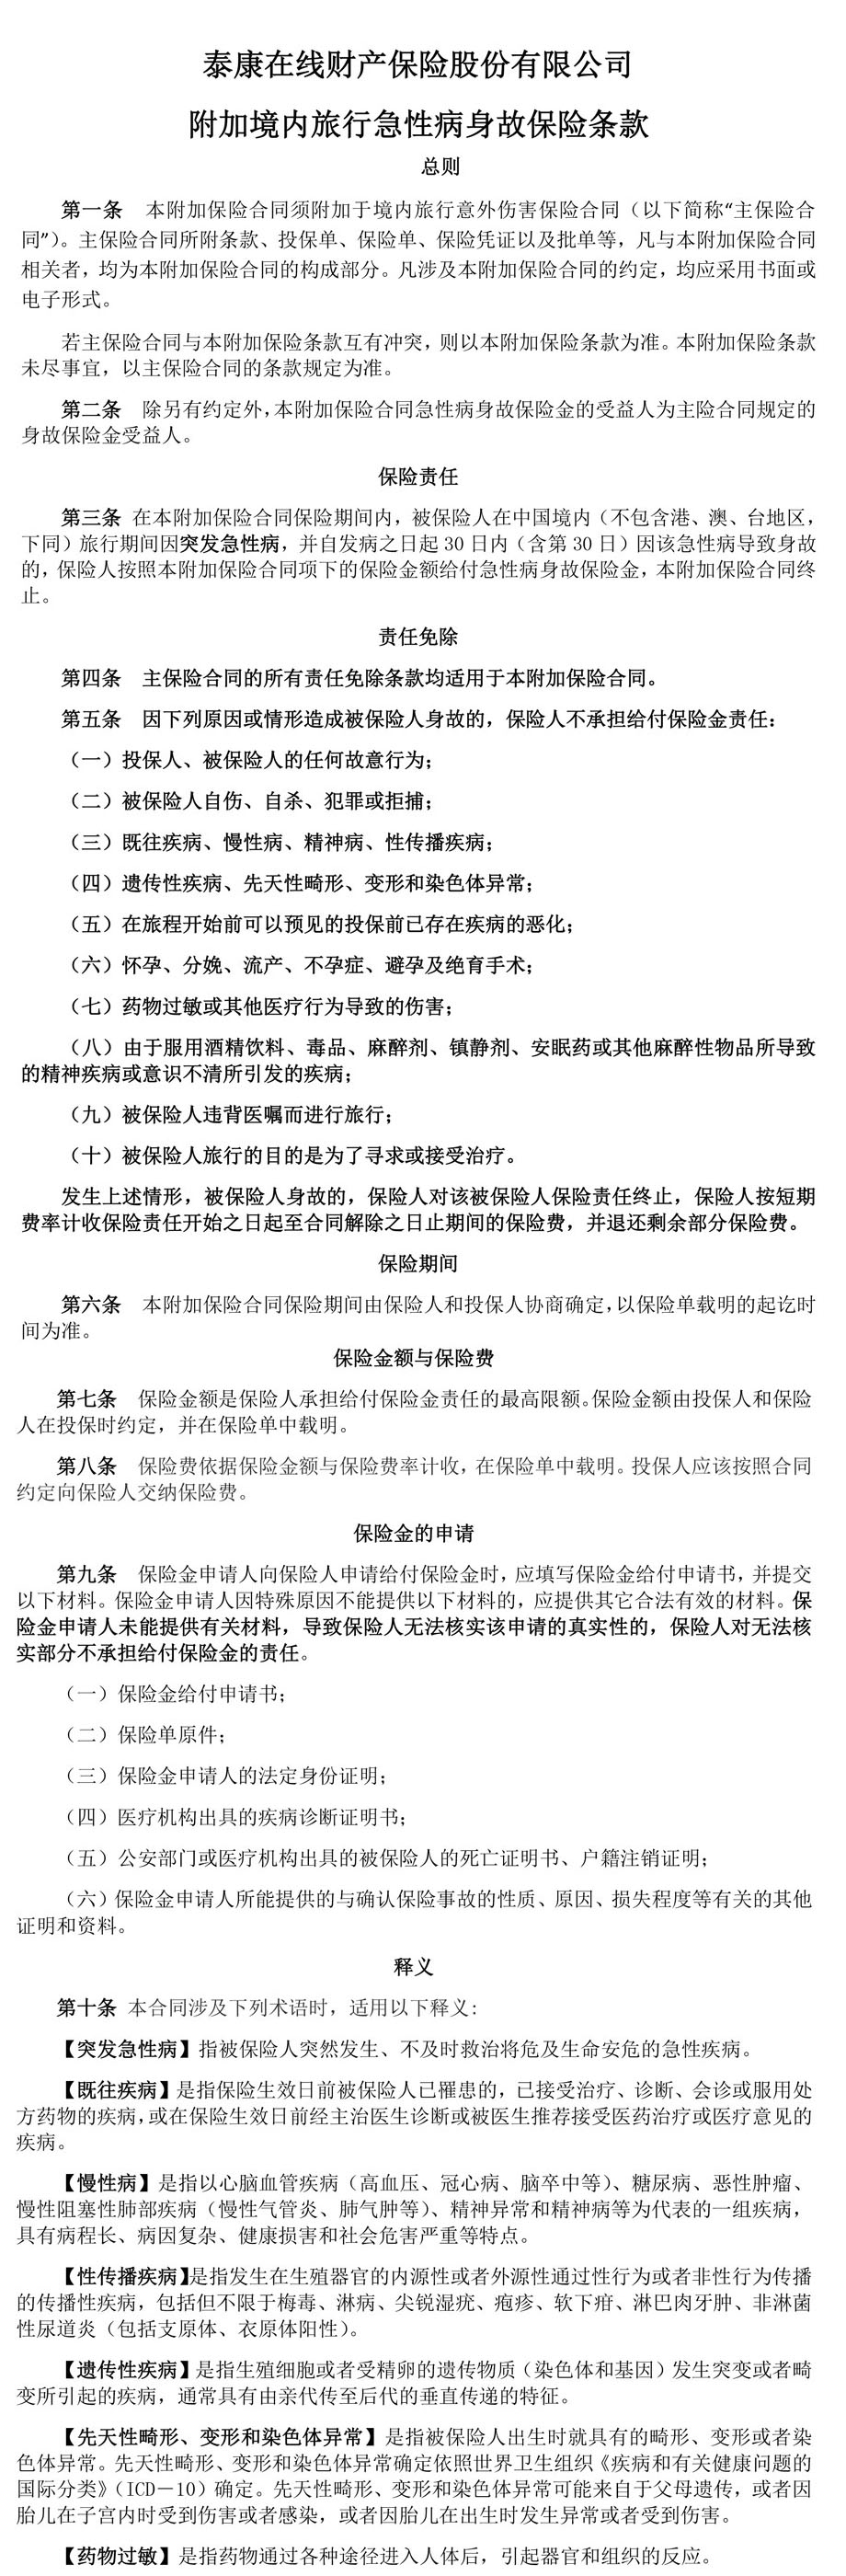 泰康在线财产保险股份有限公司
附加境内旅行急性病身故保险条款
总则
第一条 本附加保险合同须附加于境内旅行意外伤害保险合同（以下简称“主保险合
同”）。主保险合同所附条款、投保单、保险单、保险凭证以及批单等，凡与本附加保险合同
相关者，均为本附加保险合同的构成部分。凡涉及本附加保险合同的约定，均应采用书面或
电子形式。
若主保险合同与本附加保险条款互有冲突，则以本附加保险条款为准。本附加保险条款
未尽事宜，以主保险合同的条款规定为准。
第二条 除另有约定外，本附加保险合同急性病身故保险金的受益人为主险合同规定的
身故保险金受益人。
保险责任
第三条 在本附加保险合同保险期间内，被保险人在中国境内（不包含港、澳、台地区，
下同）旅行期间因突发急性病，并自发病之日起 30 日内（含第 30 日）因该急性病导致身故
的，保险人按照本附加保险合同项下的保险金额给付急性病身故保险金，本附加保险合同终
止。
责任免除
第四条 主保险合同的所有责任免除条款均适用于本附加保险合同。
第五条 因下列原因或情形造成被保险人身故的，保险人不承担给付保险金责任：
（一）投保人、被保险人的任何故意行为；
（二）被保险人自伤、自杀、犯罪或拒捕；
（三）既往疾病、慢性病、精神病、性传播疾病；
（四）遗传性疾病、先天性畸形、变形和染色体异常；
（五）在旅程开始前可以预见的投保前已存在疾病的恶化；
（六）怀孕、分娩、流产、不孕症、避孕及绝育手术；
（七）药物过敏或其他医疗行为导致的伤害；
（八）由于服用酒精饮料、毒品、麻醉剂、镇静剂、安眠药或其他麻醉性物品所导致
的精神疾病或意识不清所引发的疾病；
（九）被保险人违背医嘱而进行旅行；
（十）被保险人旅行的目的是为了寻求或接受治疗。
发生上述情形，被保险人身故的，保险人对该被保险人保险责任终止，保险人按短期
费率计收保险责任开始之日起至合同解除之日止期间的保险费，并退还剩余部分保险费。
保险期间
第六条 本附加保险合同保险期间由保险人和投保人协商确定，以保险单载明的起讫时
间为准。
保险金额与保险费
第七条 保险金额是保险人承担给付保险金责任的最高限额。保险金额由投保人和保险
人在投保时约定，并在保险单中载明。
第八条 保险费依据保险金额与保险费率计收，在保险单中载明。投保人应该按照合同
约定向保险人交纳保险费。
保险金的申请
第九条 保险金申请人向保险人申请给付保险金时，应填写保险金给付申请书，并提交
以下材料。保险金申请人因特殊原因不能提供以下材料的，应提供其它合法有效的材料。保
险金申请人未能提供有关材料，导致保险人无法核实该申请的真实性的，保险人对无法核
实部分不承担给付保险金的责任。
（一）保险金给付申请书；
（二）保险单原件；
（三）保险金申请人的法定身份证明；
（四）医疗机构出具的疾病诊断证明书；
（五）公安部门或医疗机构出具的被保险人的死亡证明书、户籍注销证明；
（六）保险金申请人所能提供的与确认保险事故的性质、原因、损失程度等有关的其他
证明和资料。
释义
第十条 本合同涉及下列术语时，适用以下释义：
【突发急性病】指被保险人突然发生、不及时救治将危及生命安危的急性疾病。
【既往疾病】是指保险生效日前被保险人已罹患的，已接受治疗、诊断、会诊或服用处
方药物的疾病，或在保险生效日前经主治医生诊断或被医生推荐接受医药治疗或医疗意见的
疾病。
【慢性病】是指以心脑血管疾病（高血压、冠心病、脑卒中等）、糖尿病、恶性肿瘤、
慢性阻塞性肺部疾病（慢性气管炎、肺气肿等）、精神异常和精神病等为代表的一组疾病，
具有病程长、病因复杂、健康损害和社会危害严重等特点。
【性传播疾病】是指发生在生殖器官的内源性或者外源性通过性行为或者非性行为传播
的传播性疾病，包括但不限于梅毒、淋病、尖锐湿疣、疱疹、软下疳、淋巴肉牙肿、非淋菌
性尿道炎（包括支原体、衣原体阳性）。
【遗传性疾病】是指生殖细胞或者受精卵的遗传物质（染色体和基因）发生突变或者畸
变所引起的疾病，通常具有由亲代传至后代的垂直传递的特征。
【先天性畸形、变形和染色体异常】是指被保险人出生时就具有的畸形、变形或者染
色体异常。先天性畸形、变形和染色体异常确定依照世界卫生组织《疾病和有关健康问题的
国际分类》（ICD－10）确定。先天性畸形、变形和染色体异常可能来自于父母遗传，或者因
胎儿在子宫内时受到伤害或者感染，或者因胎儿在出生时发生异常或者受到伤害。
【药物过敏】是指药物通过各种途径进入人体后，引起器官和组织的反应。